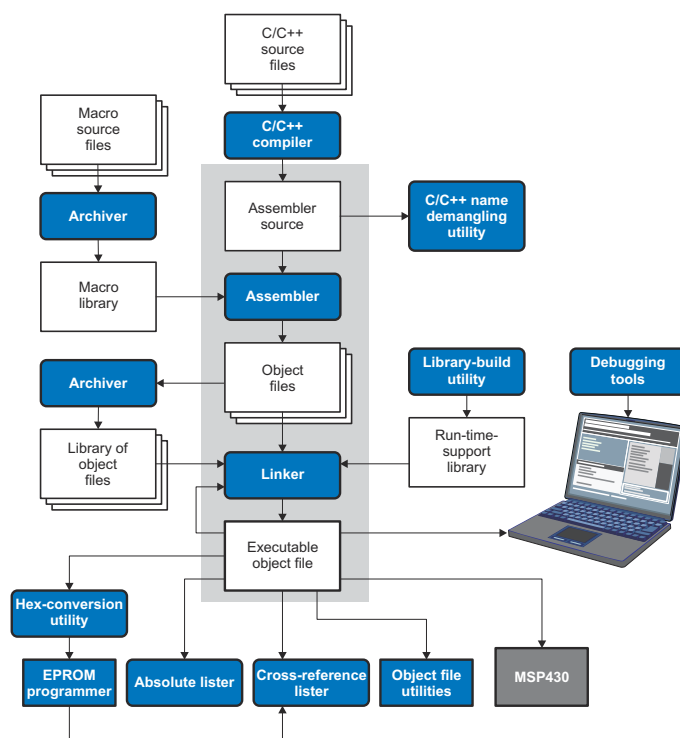 C/C++
source
files
Macro
source
files
C/C++
compiler
Archiver
Assembler
source
C/C++ name
demangling
utility
Macro
library
Assembler
Archiver
Object
files
Library-build
utility
Debugging
tools
Library of
object
files
Linker
Run-time-
support
library
Executable
object file
Hex-conversion
utility
EPROM
programmer
Absolute lister
Cross-reference
lister
Object file
utilities
MSP430